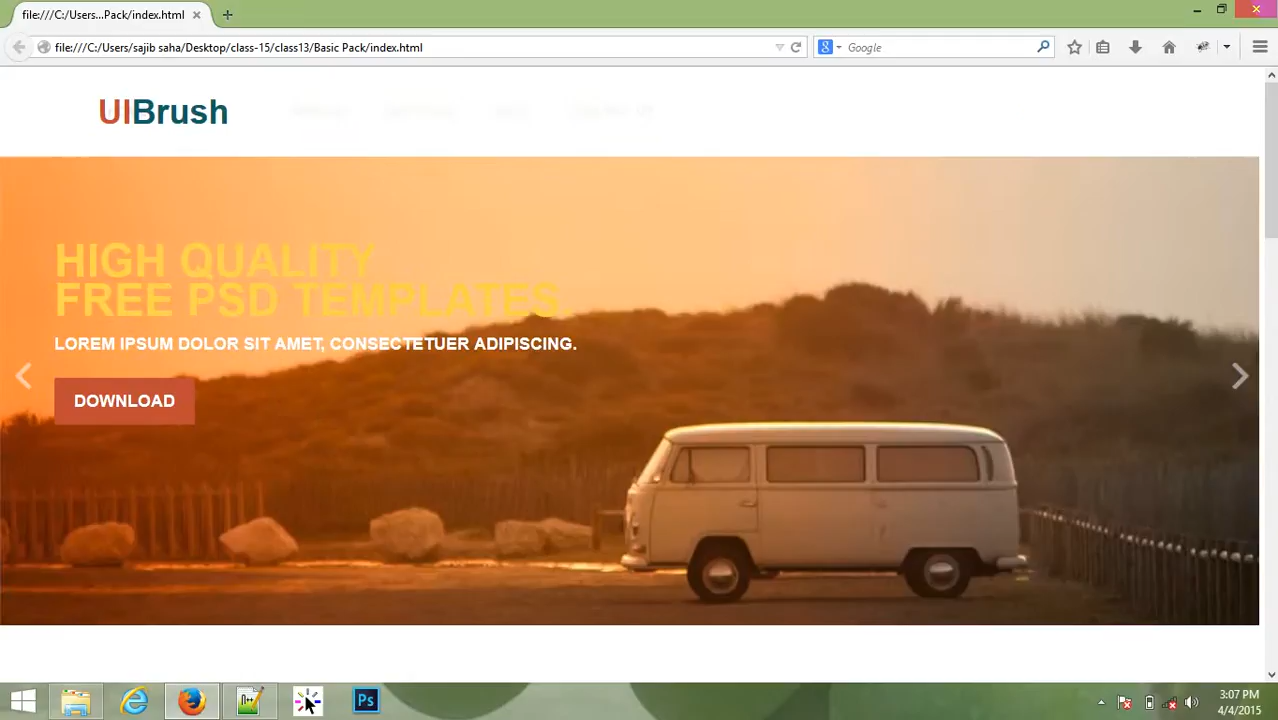 file:///C:/Users...Pack/index.html
file:///C:/Users/sajib saha/Desktop/class-15/class13/Basic Pack/index.html
Google
UIBrush
HIGH QUALITY
FREE PSD TEMPLATES.
LOREM IPSUM DOLOR SIT AMET, CONSECTETUER ADIPISCING.
DOWNLOAD
Ps
3:07 PM
4/4/2015